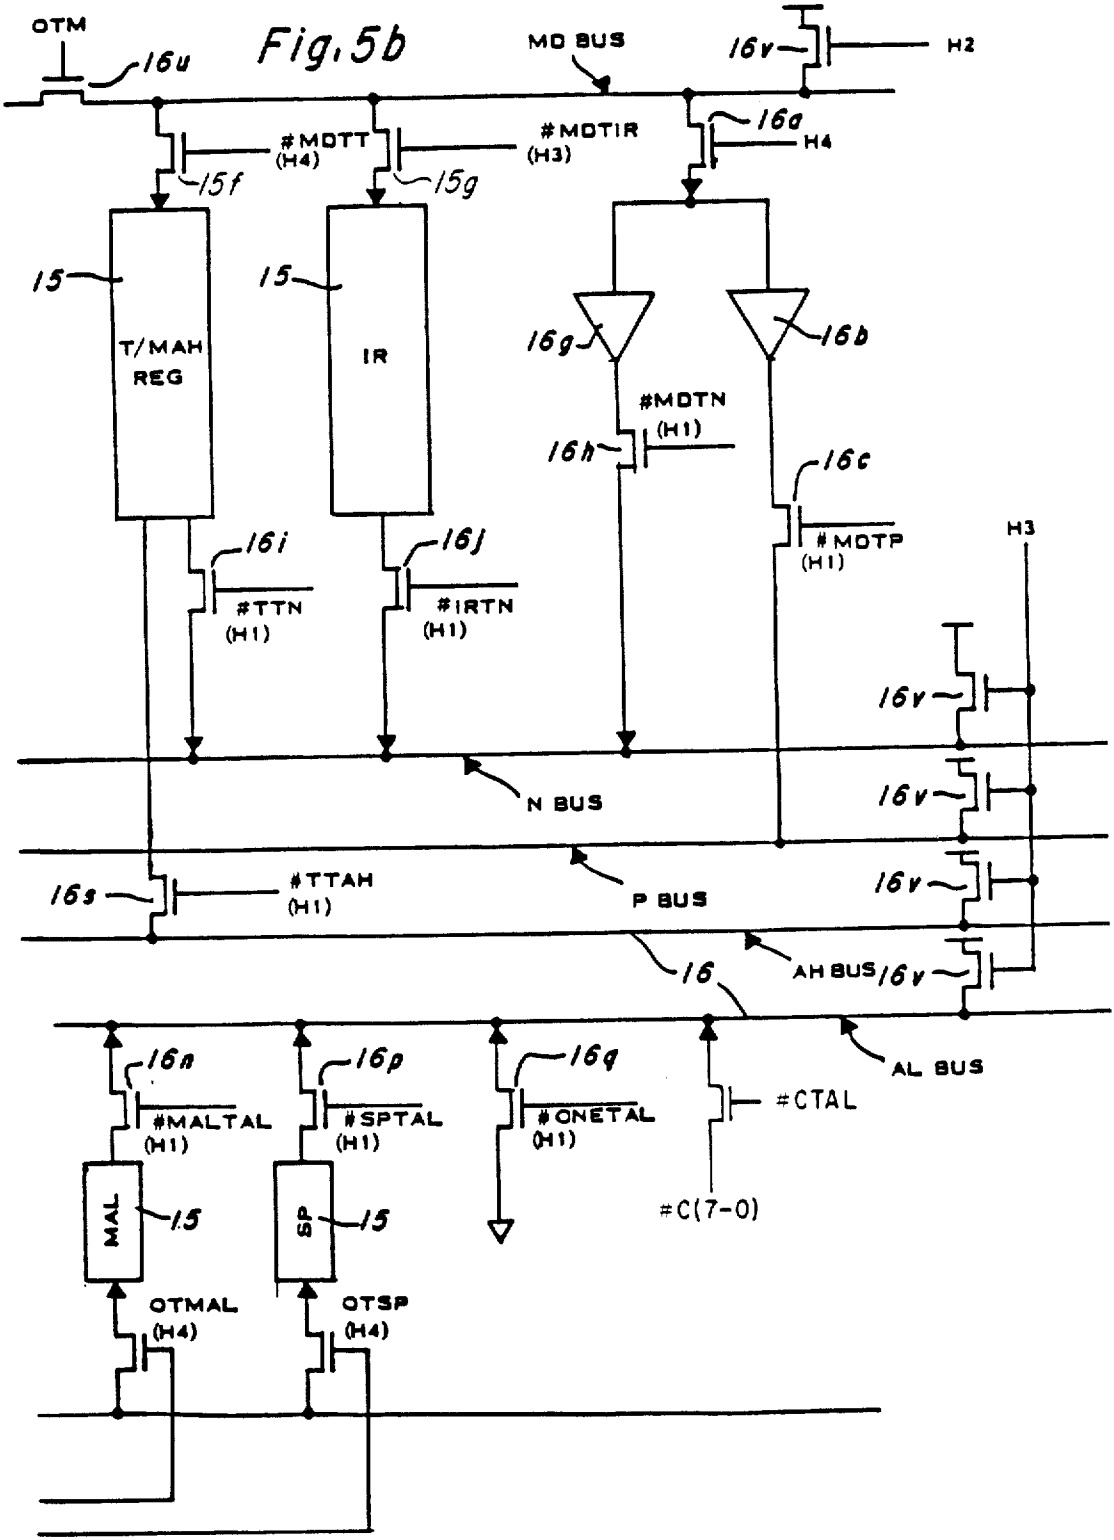 OTM
Fig. 5b
MD BUS
16v
H2
16u
16a
#MDTT
(H4)
#MDTIR
(H3)
H4
15f
15g
15
15
T/MAH
REG
IR
16g
16b
#MDTN
(H1)
16h
16c
16i
16j
#MDTP
(H1)
H3
#TTN
(H1)
#IRTN
(H1)
16v
N BUS
16v
16s
#TTAH
(H1)
P BUS
16v
16
AH BUS
16v
AL BUS
16n
16p
16q
#MALTAL
(H1)
#SPTAL
(H1)
#ONETAL
(H1)
#CTAL
MAL
15
SP
15
#C(7-0)
OTMAL
(H4)
OTSP
(H4)